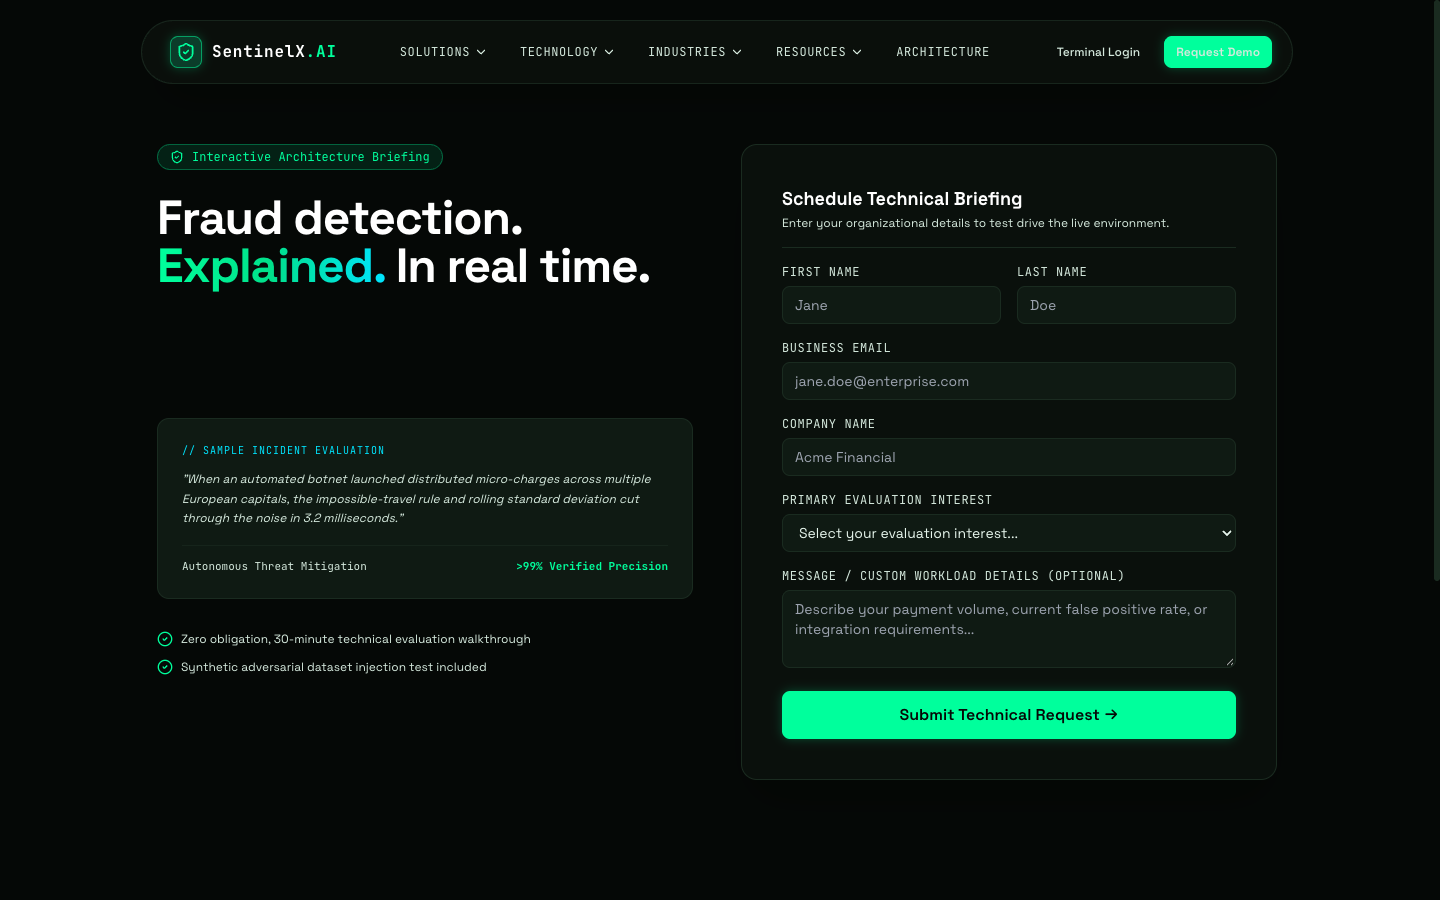 SentinelX.AI
SOLUTIONS
TECHNOLOGY
INDUSTRIES
RESOURCES
ARCHITECTURE
Terminal Login
Request Demo
Interactive Architecture Briefing
Fraud detection.
Explained. In real time.
// SAMPLE INCIDENT EVALUATION
"When an automated botnet launched distributed micro-charges across multiple
European capitals, the impossible-travel rule and rolling standard deviation cut
through the noise in 3.2 milliseconds."
Autonomous Threat Mitigation
>99% Verified Precision
Zero obligation, 30-minute technical evaluation walkthrough
Synthetic adversarial dataset injection test included
Schedule Technical Briefing
Enter your organizational details to test drive the live environment.
FIRST NAME
LAST NAME
Jane
Doe
BUSINESS EMAIL
jane.doe@enterprise.com
COMPANY NAME
Acme Financial
PRIMARY EVALUATION INTEREST
Select your evaluation interest...
MESSAGE / CUSTOM WORKLOAD DETAILS (OPTIONAL)
Describe your payment volume, current false positive rate, or
integration requirements...
Submit Technical Request →